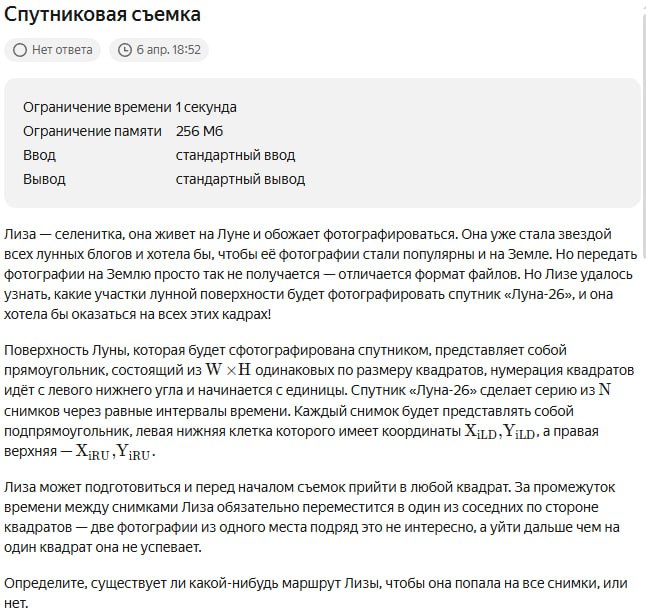 Спутниковая съемка
Нет ответа
6 апр. 18:52
Ограничение времени 1 секунда
Ограничение памяти 256 Мб
Ввод стандартный ввод
Вывод стандартный вывод
Лиза — селенитка, она живет на Луне и обожает фотографироваться. Она уже стала звездой
всех лунных блогов и хотела бы, чтобы её фотографии стали популярны и на Земле. Но передать
фотографии на Землю просто так не получается — отличается формат файлов. Но Лизе удалось
узнать, какие участки лунной поверхности будет фотографировать спутник «Луна-26», и она
хотела бы оказаться на всех этих кадрах!
Поверхность Луны, которая будет сфотографирована спутником, представляет собой
прямоугольник, состоящий из W ×H одинаковых по размеру квадратов, нумерация квадратов
идёт с левого нижнего угла и начинается с единицы. Спутник «Луна-26» сделает серию из N
снимков через равные интервалы времени. Каждый снимок будет представлять собой
подпрямоугольник, левая нижняя клетка которого имеет координаты X_iLD,Y_iLD, а правая
верхняя — X_iRU,Y_iRU.
Лиза может подготовиться и перед началом съемок прийти в любой квадрат. За промежуток
времени между снимками Лиза обязательно переместится в один из соседних по стороне
квадратов — две фотографии из одного места подряд это не интересно, а уйти дальше чем на
один квадрат она не успевает.
Определите, существует ли какой-нибудь маршрут Лизы, чтобы она попала на все снимки, или
нет.